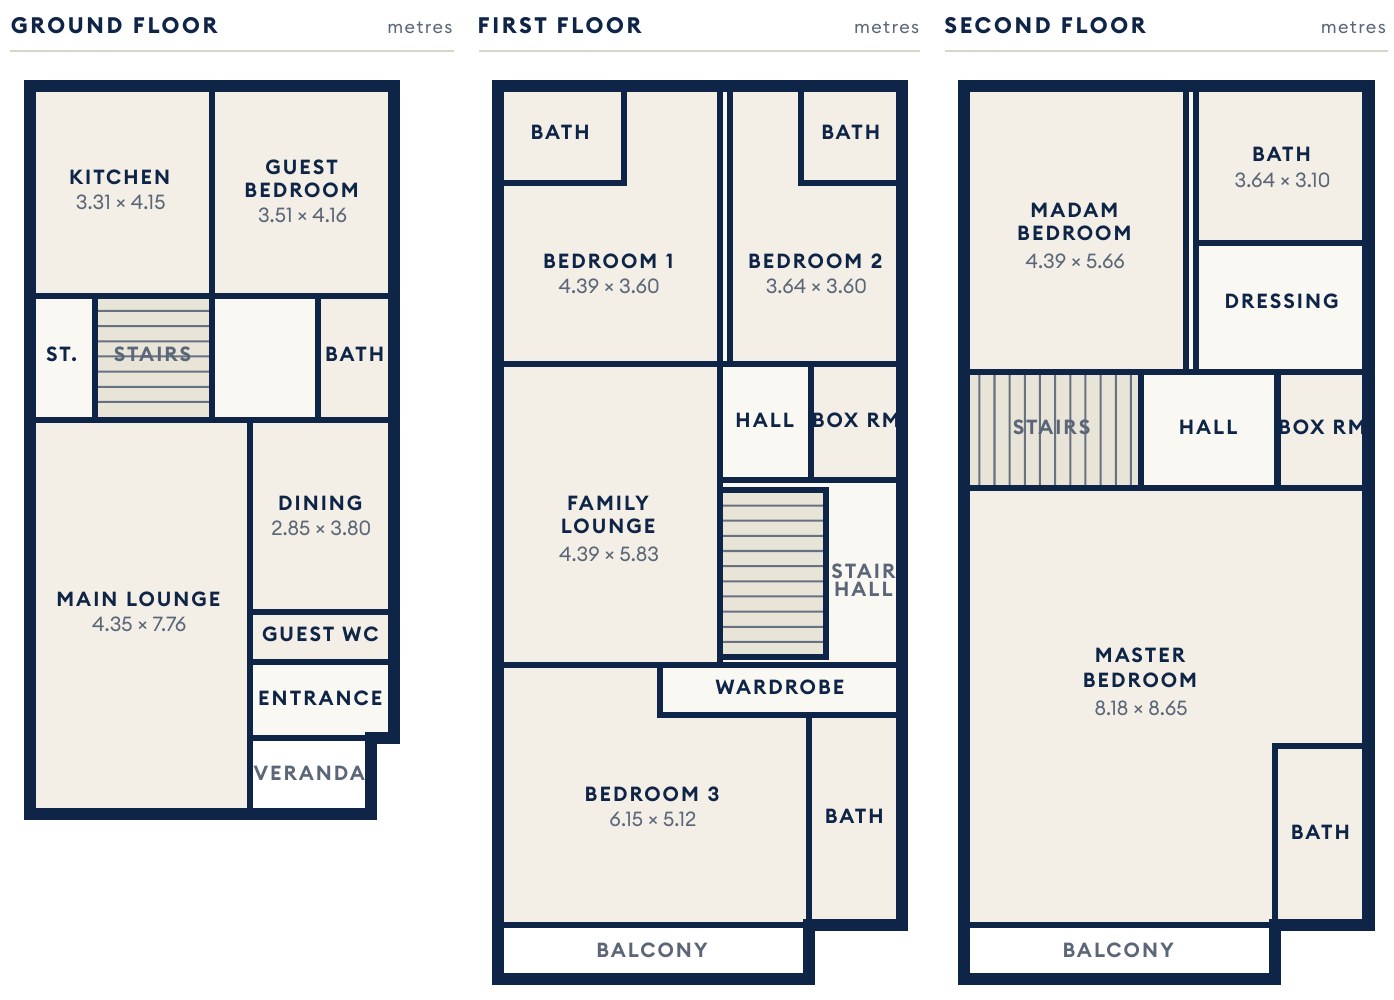 GROUND FLOOR
metres
KITCHEN
3.31 × 4.15
GUEST
BEDROOM
3.51 × 4.16
ST.
STAIRS
BATH
MAIN LOUNGE
4.35 × 7.76
DINING
2.85 × 3.80
GUEST WC
ENTRANCE
VERANDA
FIRST FLOOR
metres
BATH
BATH
BEDROOM 1
4.39 × 3.60
BEDROOM 2
3.64 × 3.60
HALL
BOX RM
FAMILY
LOUNGE
4.39 × 5.83
STAIR
HALL
WARDROBE
BEDROOM 3
6.15 × 5.12
BATH
BALCONY
SECOND FLOOR
metres
MADAM
BEDROOM
4.39 × 5.66
BATH
3.64 × 3.10
DRESSING
STAIRS
HALL
BOX RM
MASTER
BEDROOM
8.18 × 8.65
BATH
BALCONY